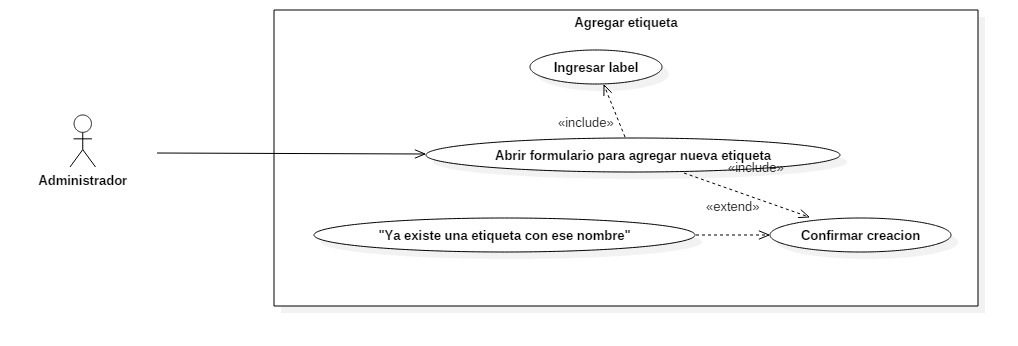 Agregar etiqueta
Ingresar label
«include»
Abrir formulario para agregar nueva etiqueta
«include»
Administrador
«extend»
"Ya existe una etiqueta con ese nombre"
Confirmar creacion